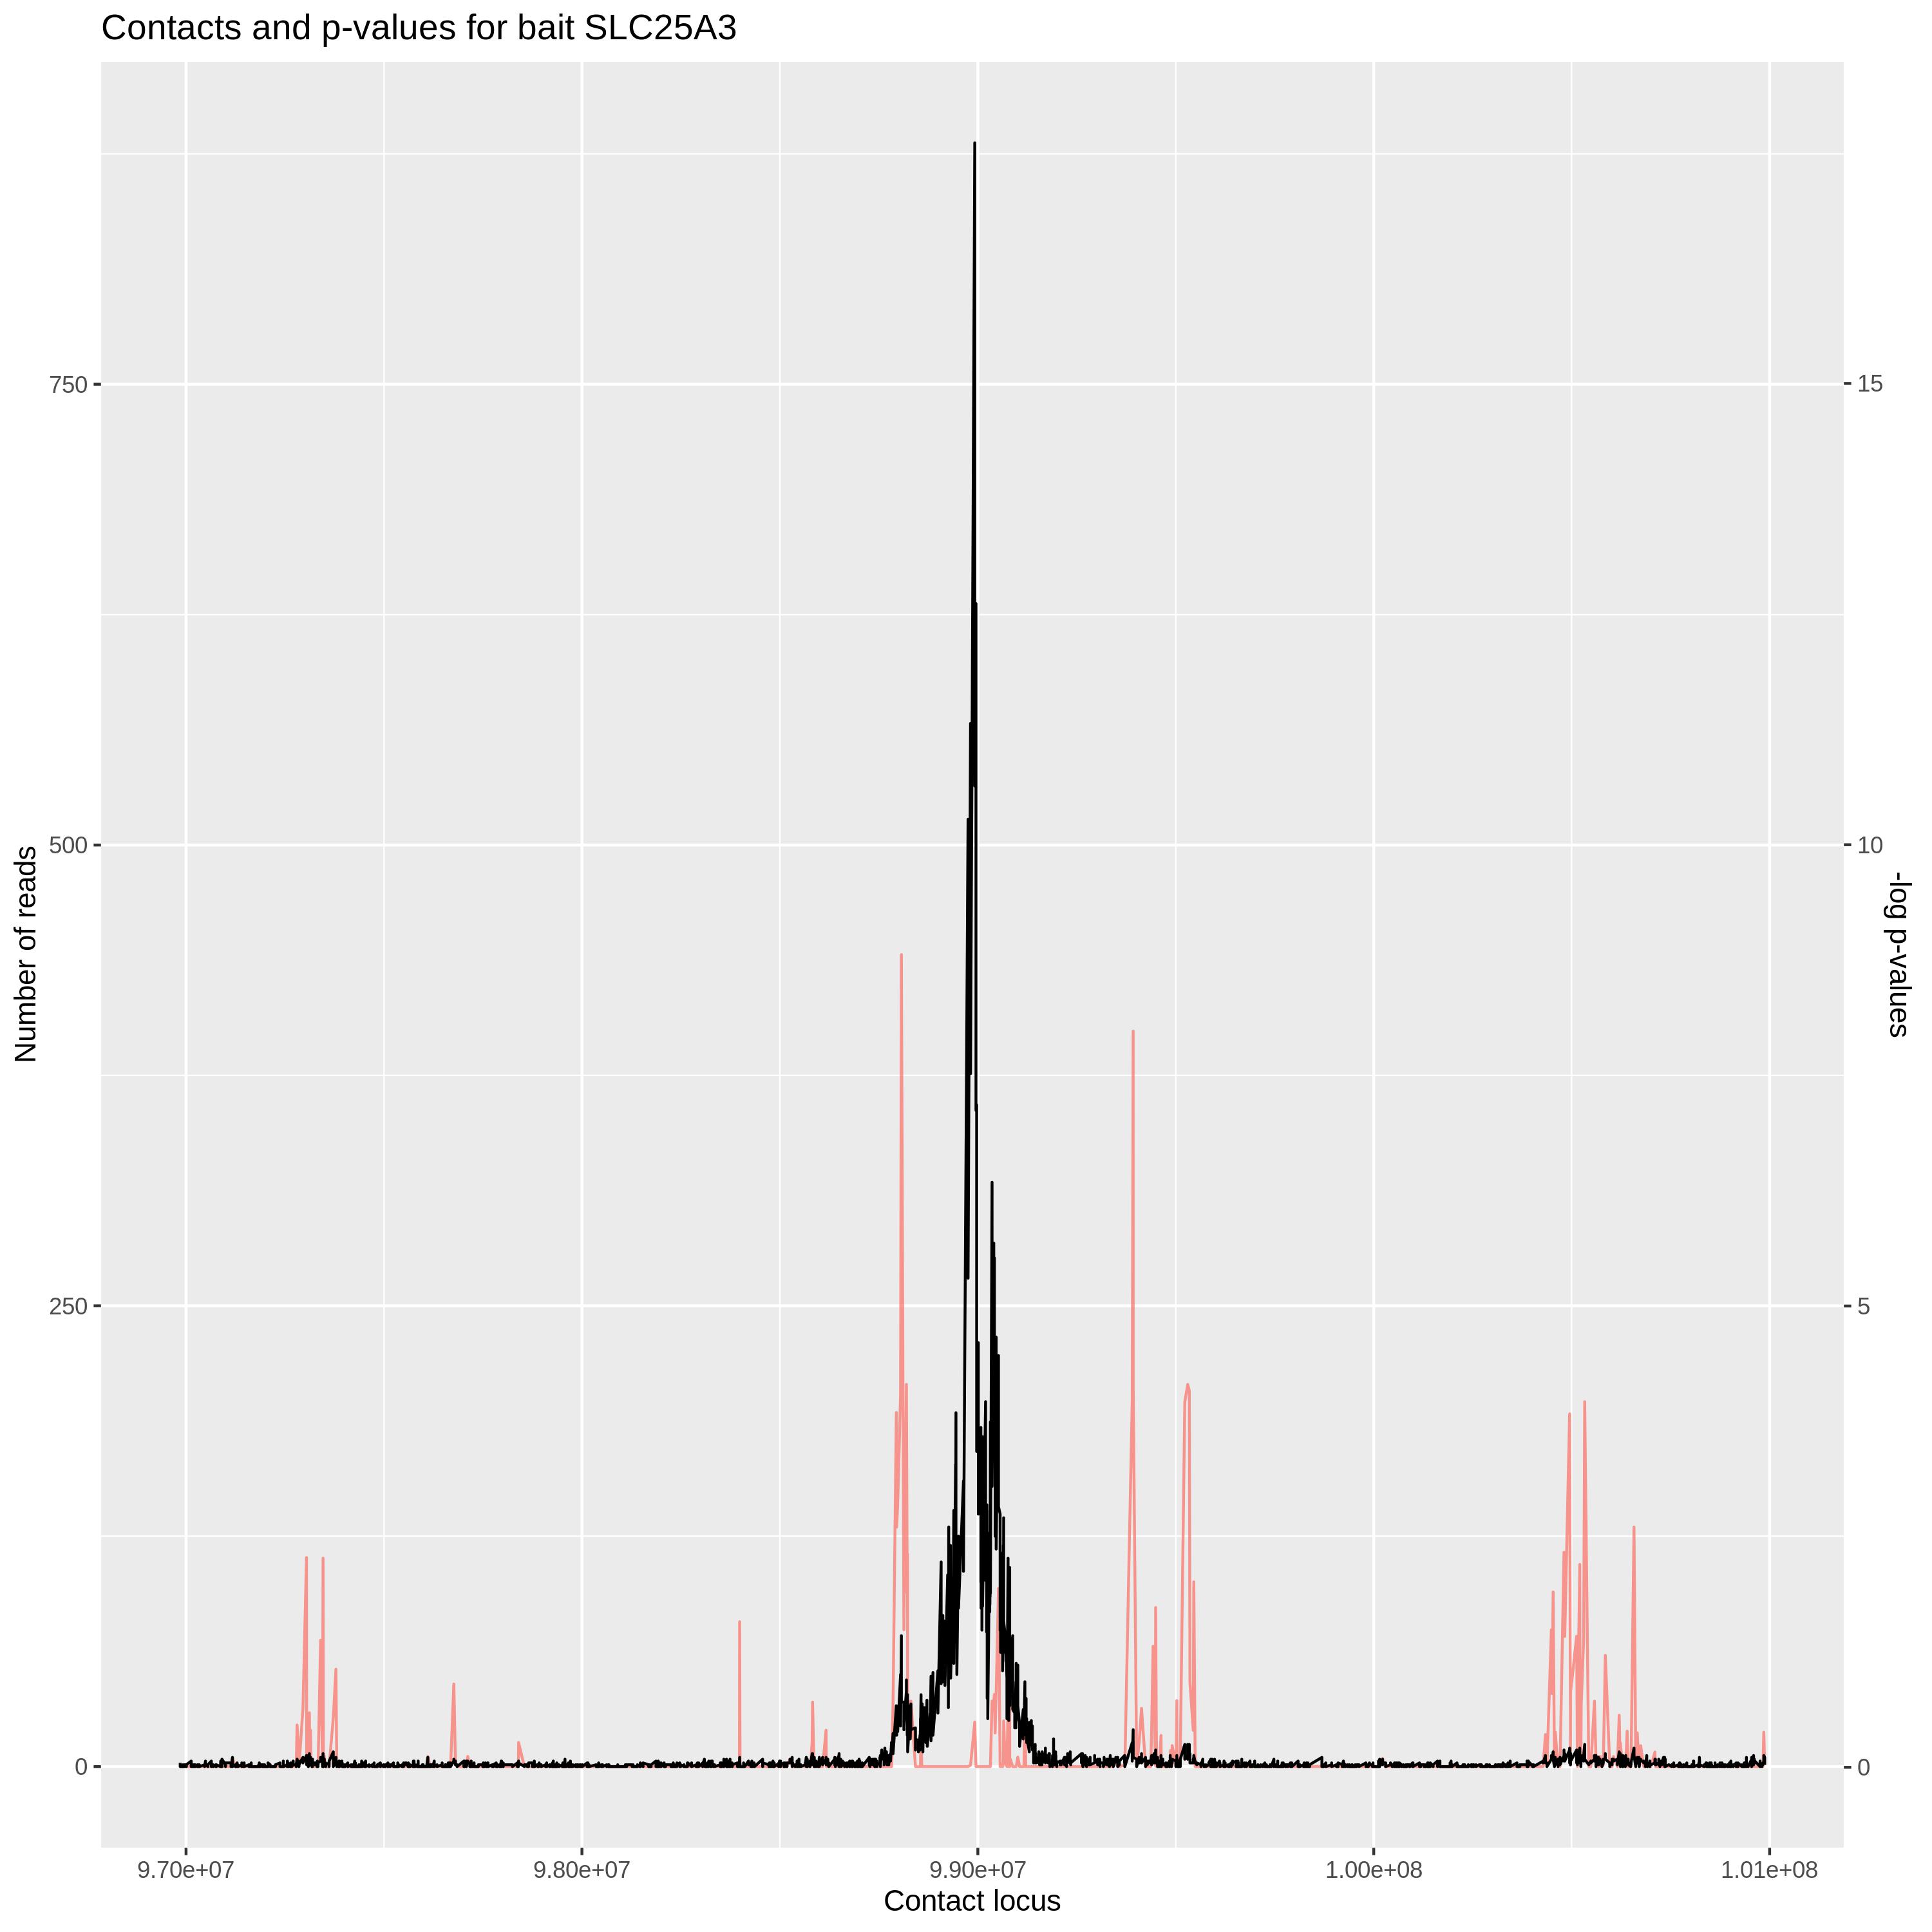 Contacts and p-values for bait SLC25A3
Number of reads
750
500
250
0
15
10
5
0
-log p-values
9.70e+07
9.80e+07
9.90e+07
1.00e+08
1.01e+08
Contact locus